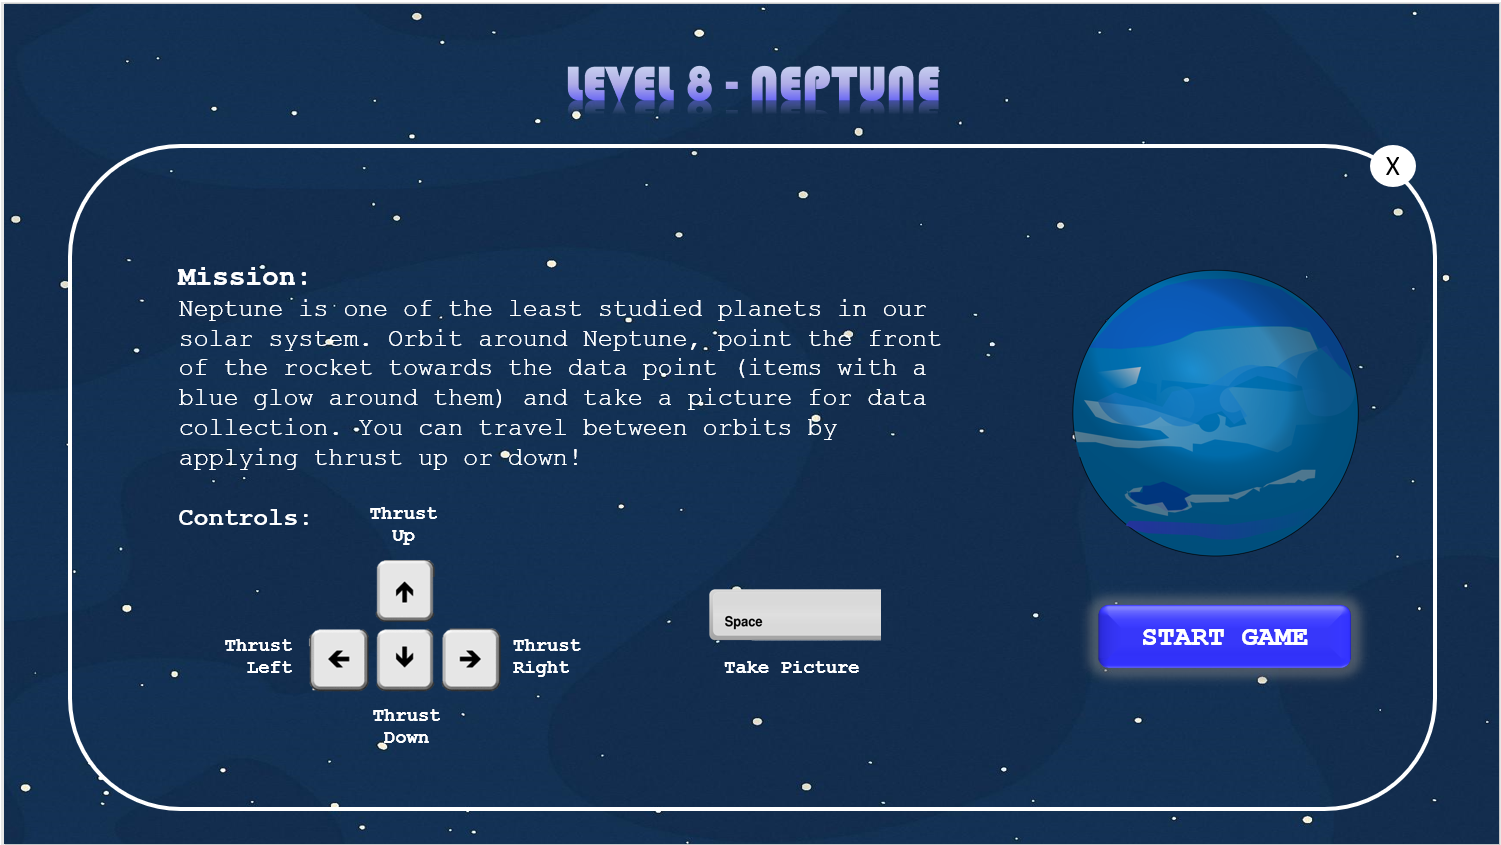 LEVEL 8 - NEPTUNE
X
Mission:
Neptune is one of the least studied planets in our
solar system. Orbit around Neptune, point the front
of the rocket towards the data point (items with a
blue glow around them) and take a picture for data
collection. You can travel between orbits by
applying thrust up or down!
Controls:
Thrust
Up
Thrust
Left
Thrust
Right
Thrust
Down
Space
Take Picture
START GAME